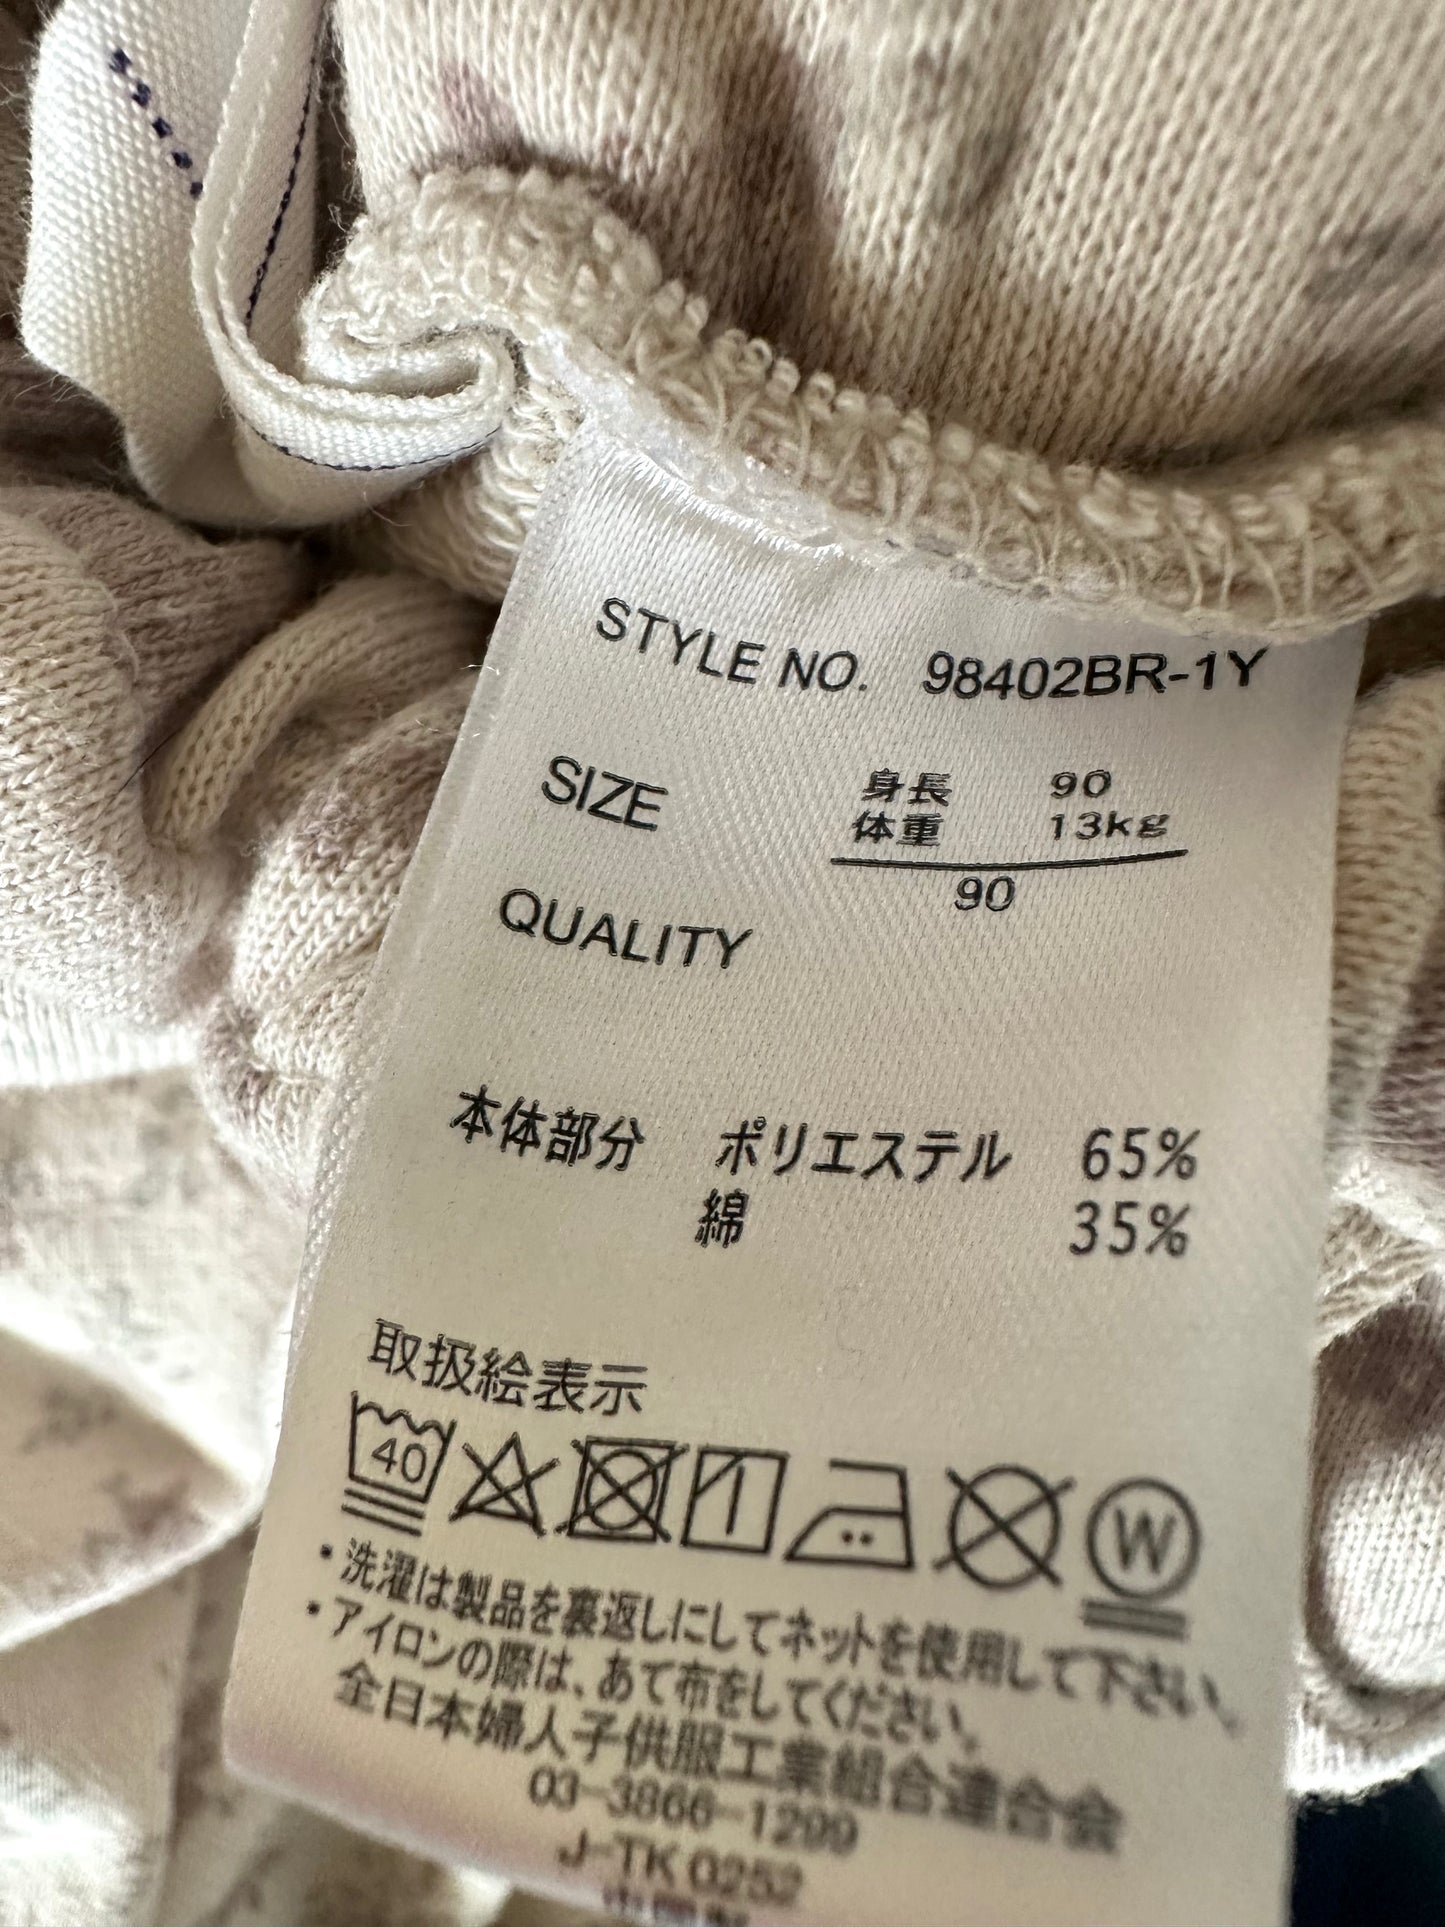 STYLE NO. 98402BR-1Y
SIZE 身長 90
体重 13kg
90
QUALITY
本体部分 ポリエステル 65%
綿 35%
取扱絵表示
40 W
・洗濯は製品を裏返しにしてネットを使用して下さい。
・アイロンの際は、あて布をしてください。
全日本婦人子供服工業組合連合会
03-3866-1299
J-TK 0252